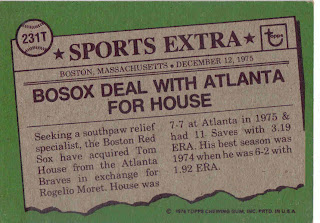 231T
★ SPORTS EXTRA ★
Topps
BOSTON, MASSACHUSETTS • DECEMBER 12, 1975
BOSOX DEAL WITH ATLANTA
FOR HOUSE
Seeking a southpaw relief
specialist, the Boston Red
Sox have acquired Tom
House from the Atlanta
Braves in exchange for
Rogelio Moret. House was
7-7 at Atlanta in 1975 &
had 11 Saves with 3.19
ERA. His best season was
1974 when he was 6-2 with
1.92 ERA.
© 1976 TOPPS CHEWING GUM, INC. PRTD. IN U.S.A.